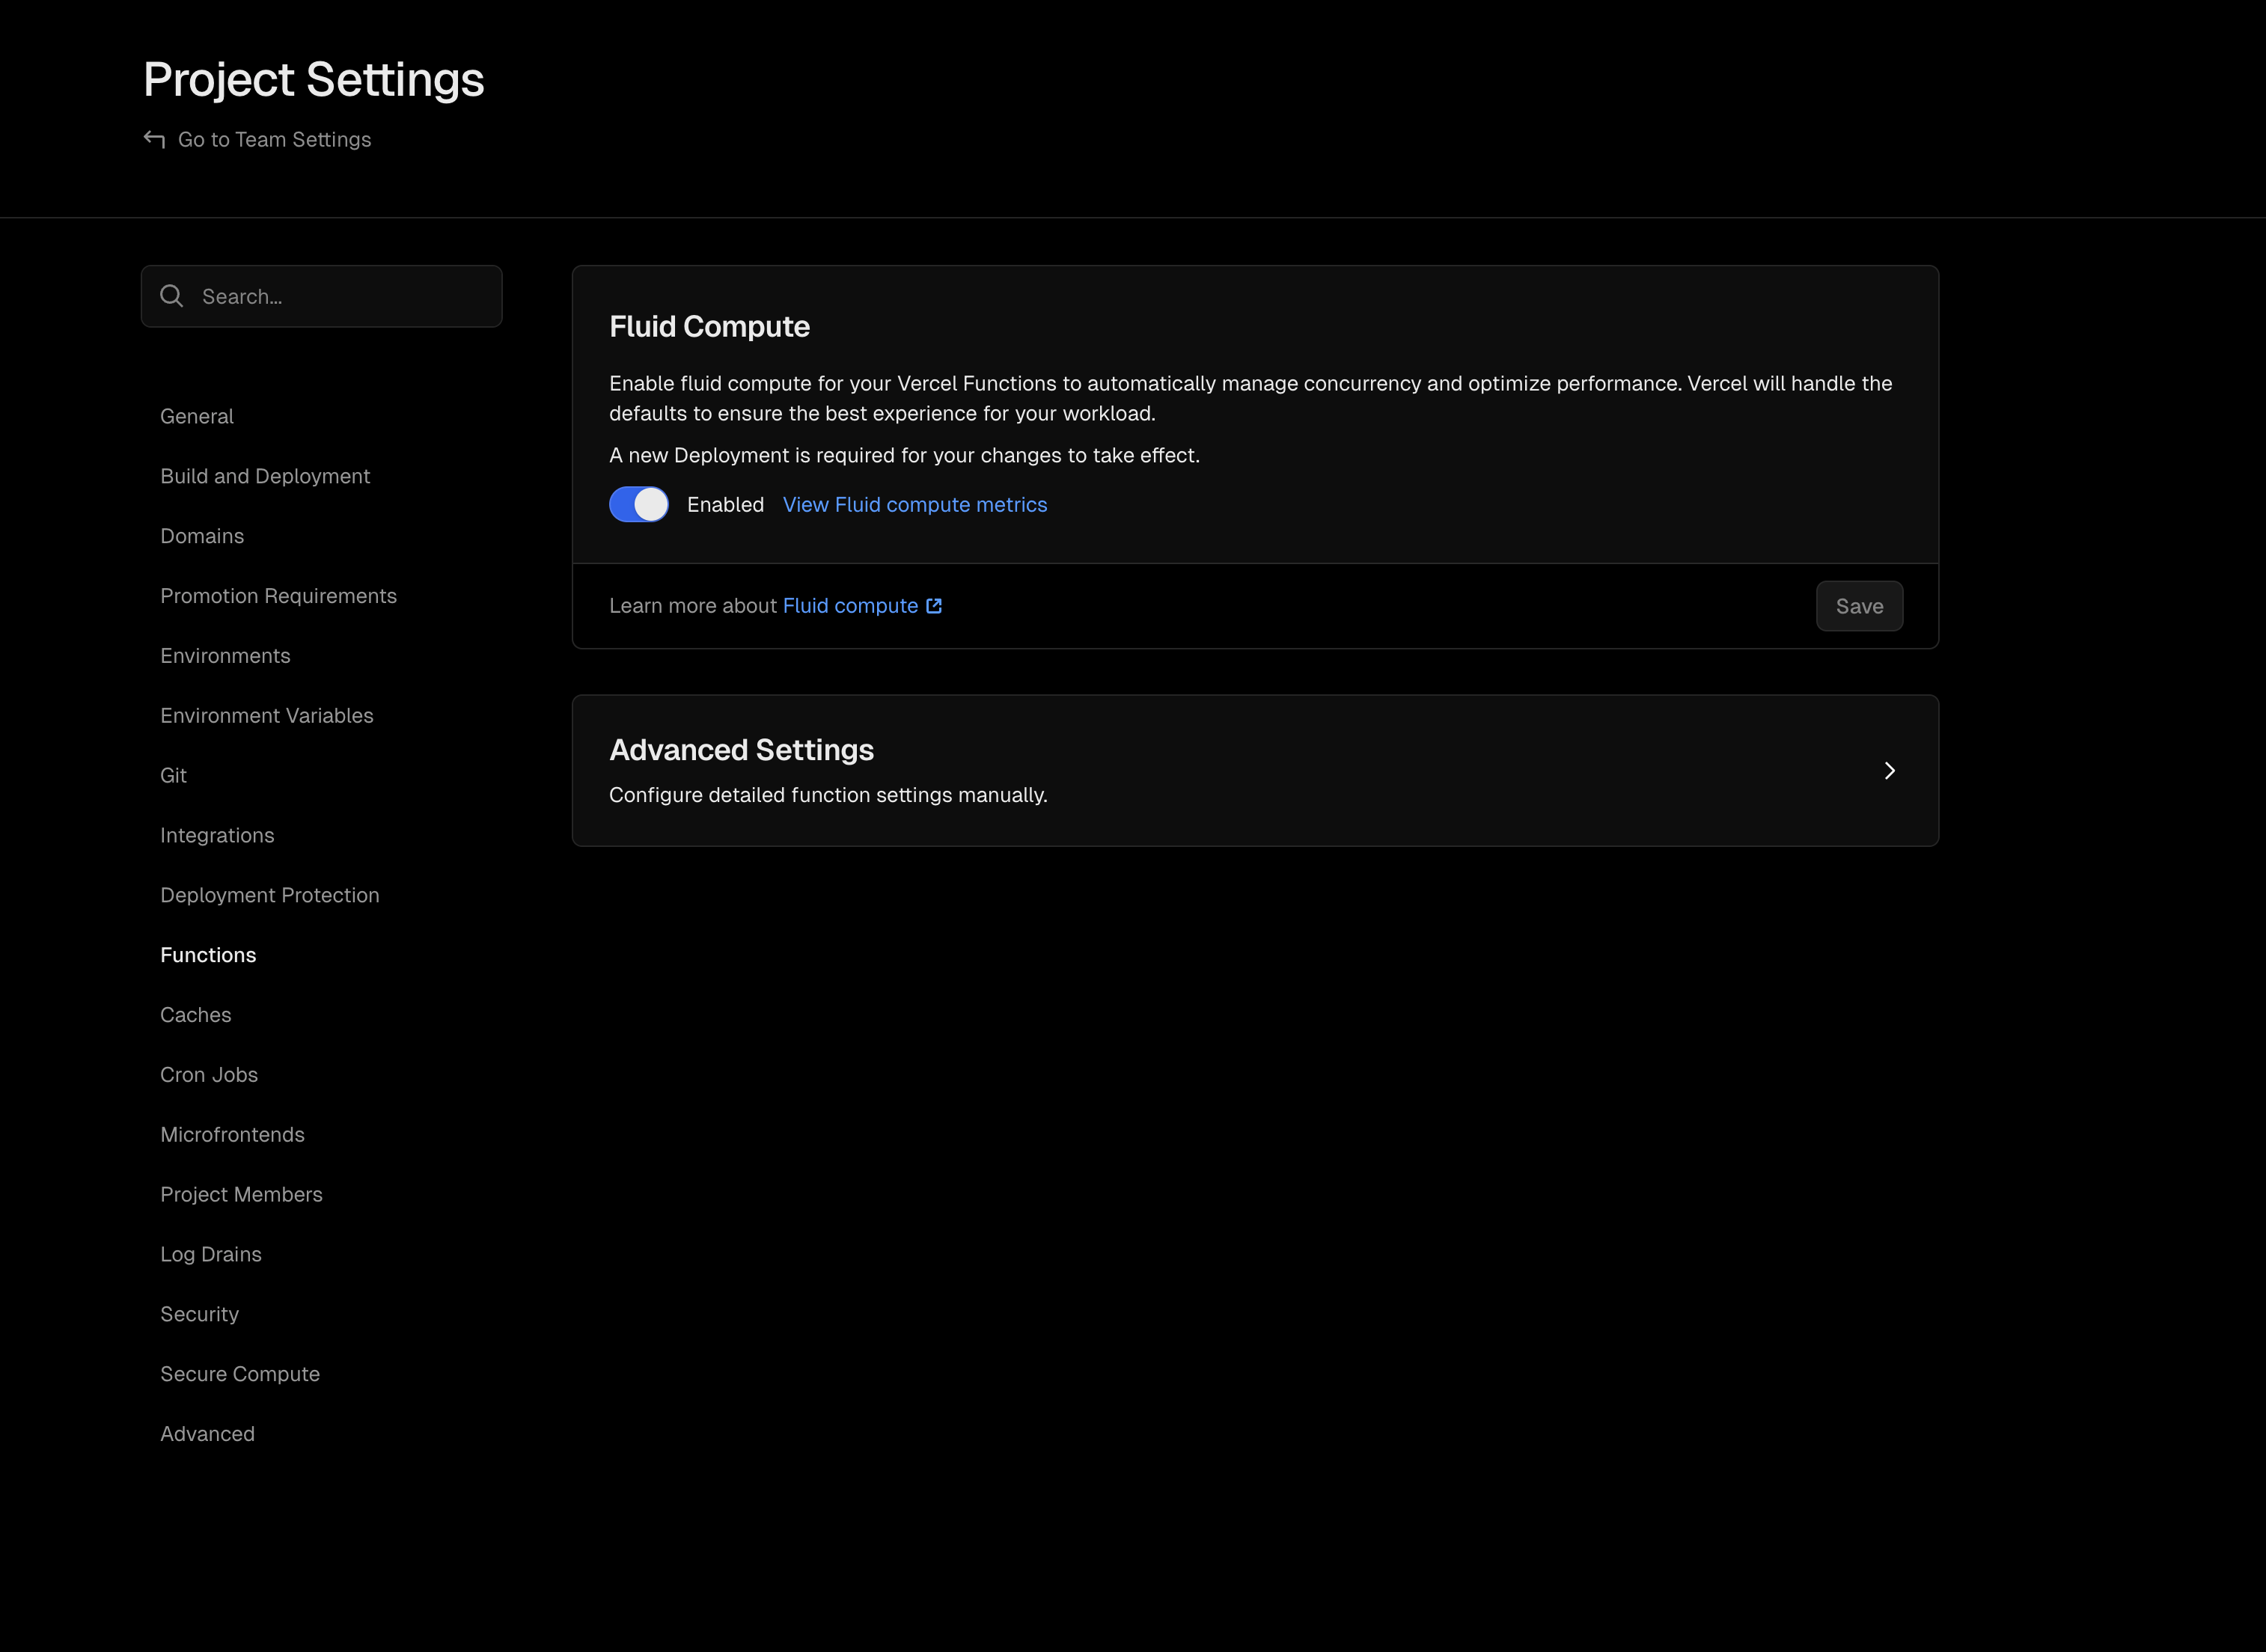 Project Settings
Go to Team Settings
Search...
General
Build and Deployment
Domains
Promotion Requirements
Environments
Environment Variables
Git
Integrations
Deployment Protection
Functions
Caches
Cron Jobs
Microfrontends
Project Members
Log Drains
Security
Secure Compute
Advanced
Fluid Compute
Enable fluid compute for your Vercel Functions to automatically manage concurrency and optimize performance. Vercel will handle the
defaults to ensure the best experience for your workload.
A new Deployment is required for your changes to take effect.
Enabled View Fluid compute metrics
Learn more about Fluid compute
Save
Advanced Settings
Configure detailed function settings manually.